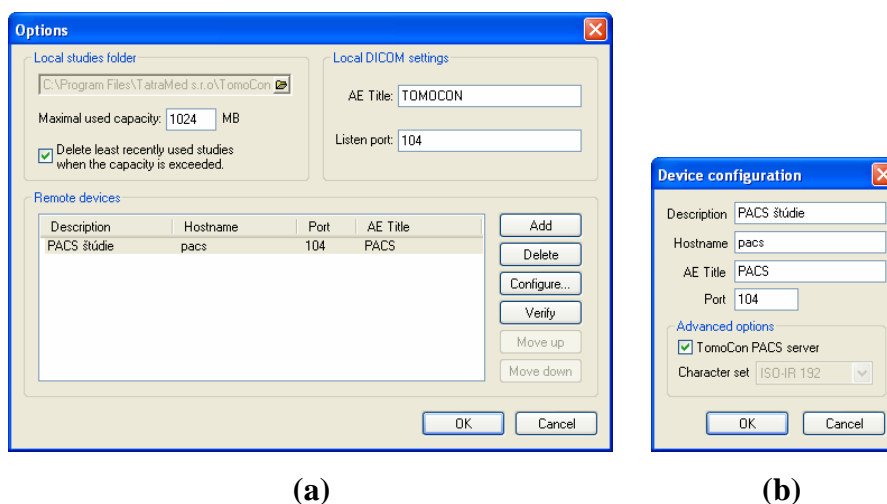 Options
Local studies folder
C:\Program Files\TatraMed s.r.o\TomoCon
Maximal used capacity: 1024 MB
Delete least recently used studies
when the capacity is exceeded.
Local DICOM settings
AE Title: TOMOCON
Listen port: 104
Remote devices
Description Hostname Port AE Title
PACS štúdie pacs 104 PACS
Add
Delete
Configure...
Verify
Move up
Move down
OK Cancel
(a)
Device configuration
Description PACS štúdie
Hostname pacs
AE Title PACS
Port 104
Advanced options
TomoCon PACS server
Character set ISO-IR 192
OK Cancel
(b)